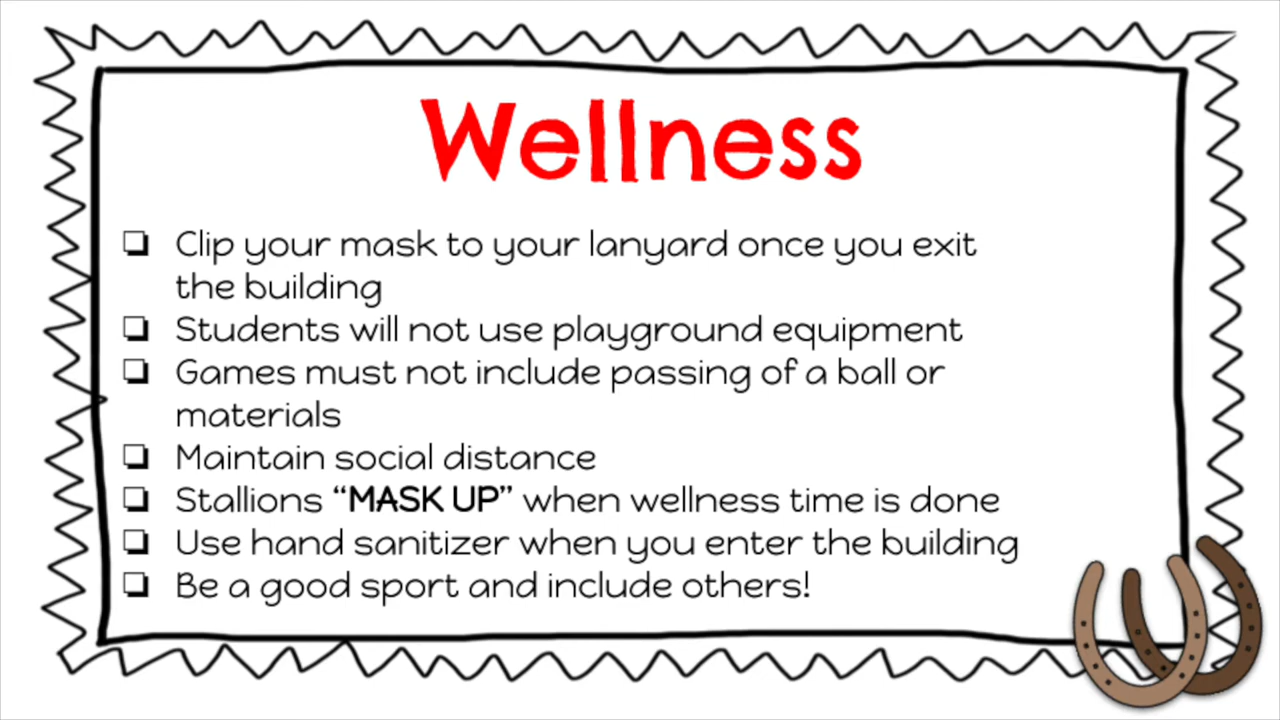 Wellness
❏ Clip your mask to your lanyard once you exit
the building
❏ Students will not use playground equipment
❏ Games must not include passing of a ball or
materials
❏ Maintain social distance
❏ Stallions “MASK UP” when wellness time is done
❏ Use hand sanitizer when you enter the building
❏ Be a good sport and include others!